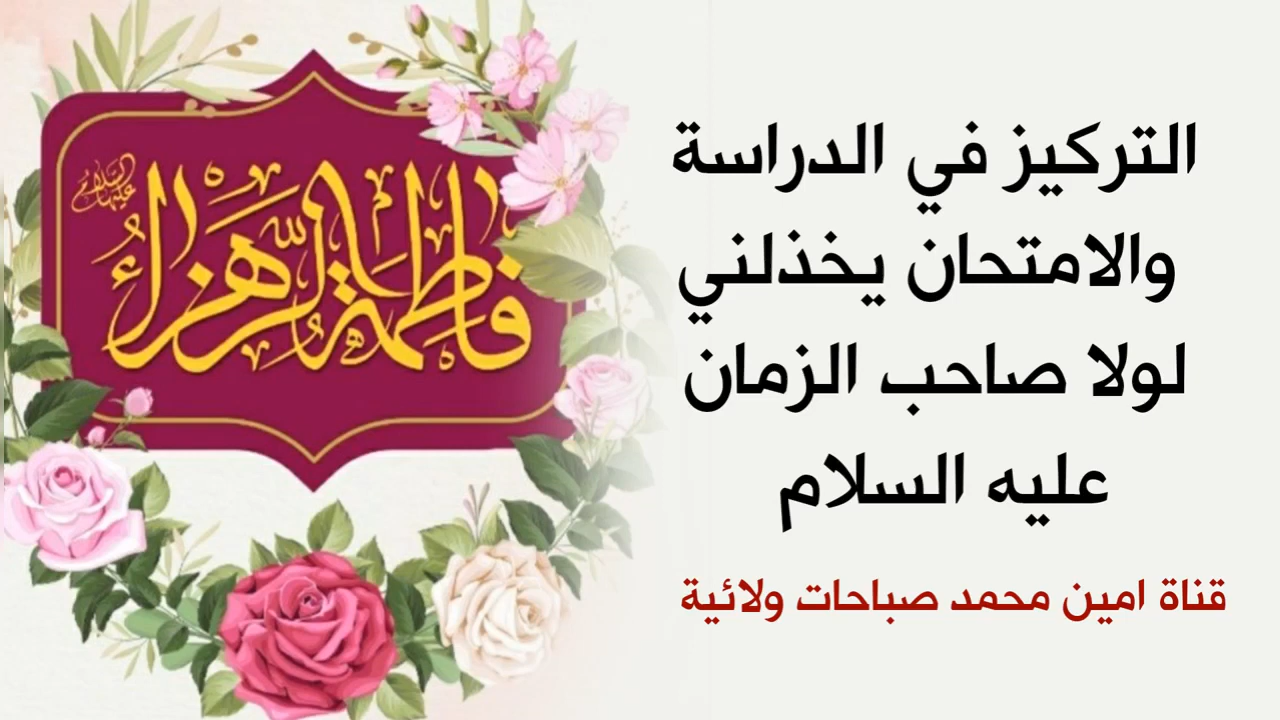 فاطمة الزهراء
عليها السلام
التركيز في الدراسة
والامتحان يخذلني
لولا صاحب الزمان
عليه السلام
قناة امين محمد صباحات ولائية